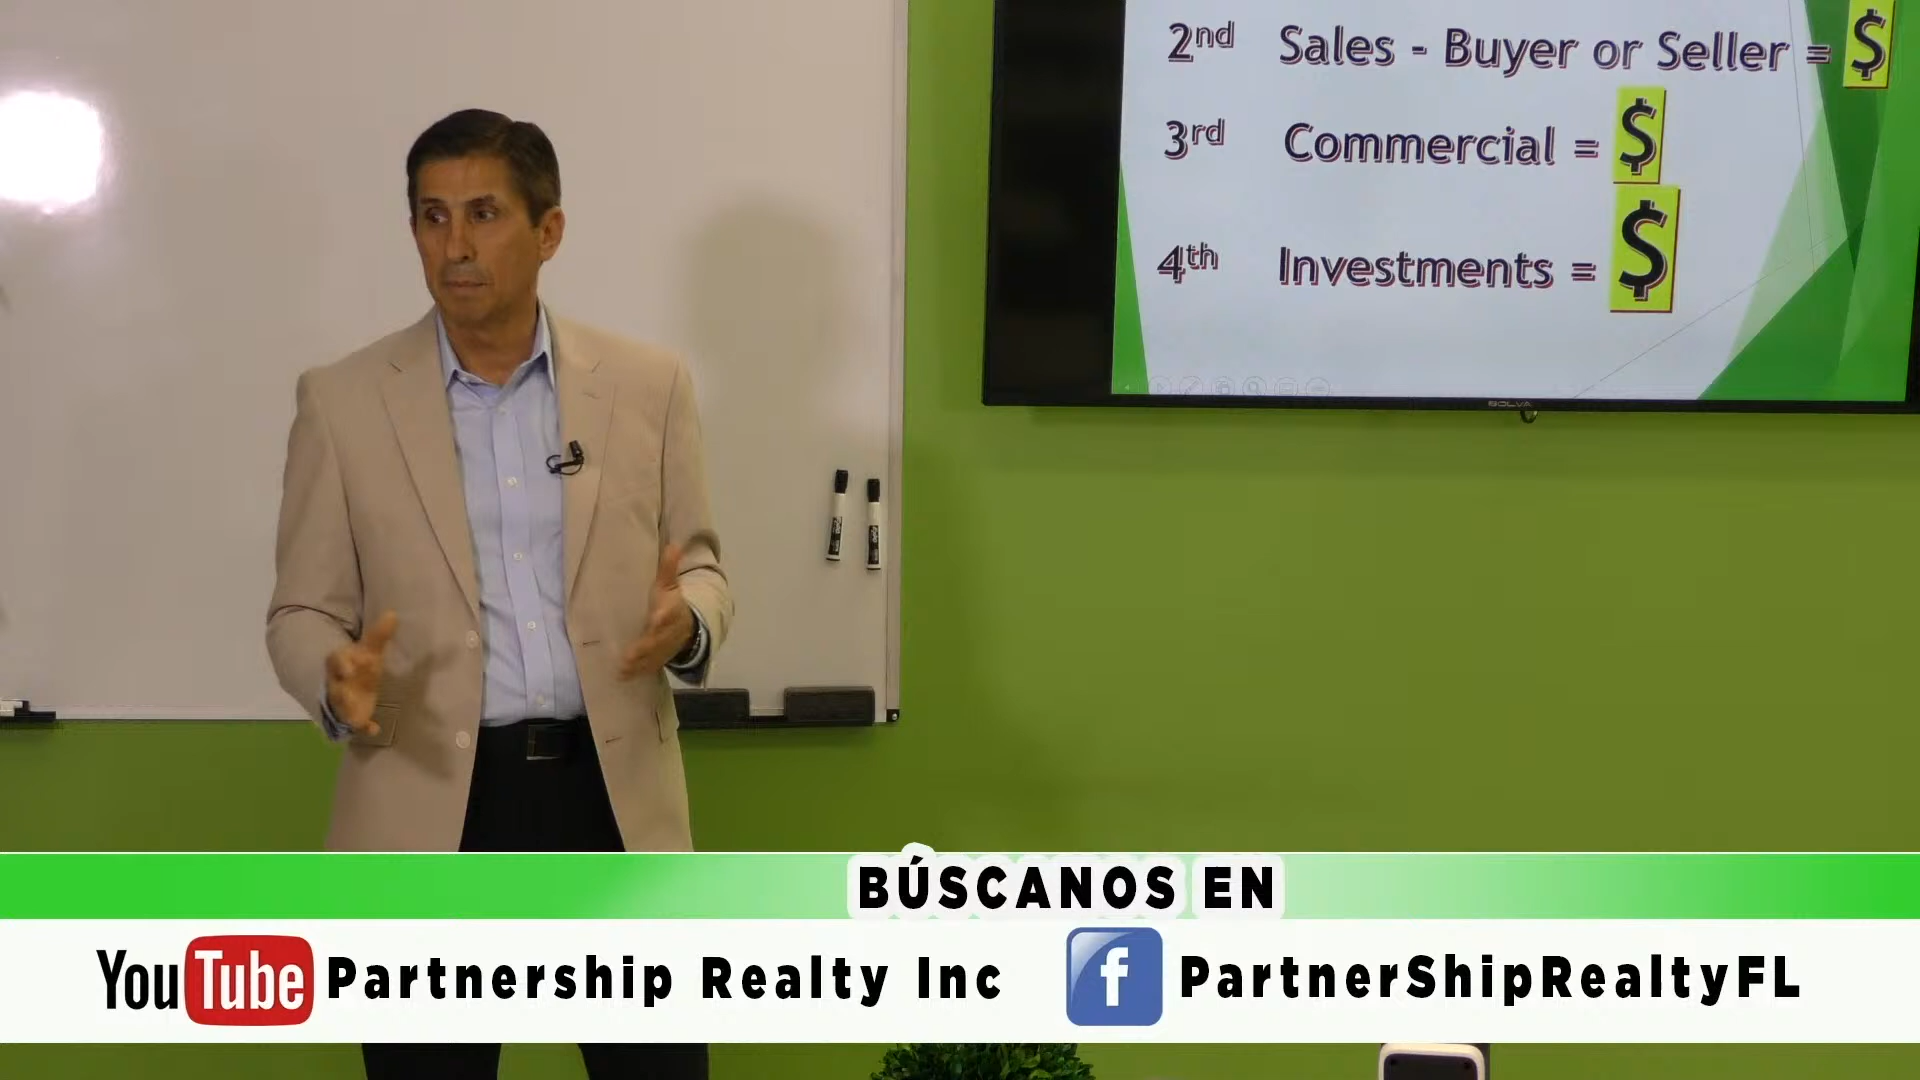 2nd Sales - Buyer or Seller = $
3rd Commercial = $
4th Investments = $
BÚSCANOS EN
YouTube Partnership Realty Inc
f PartnerShipRealtyFL